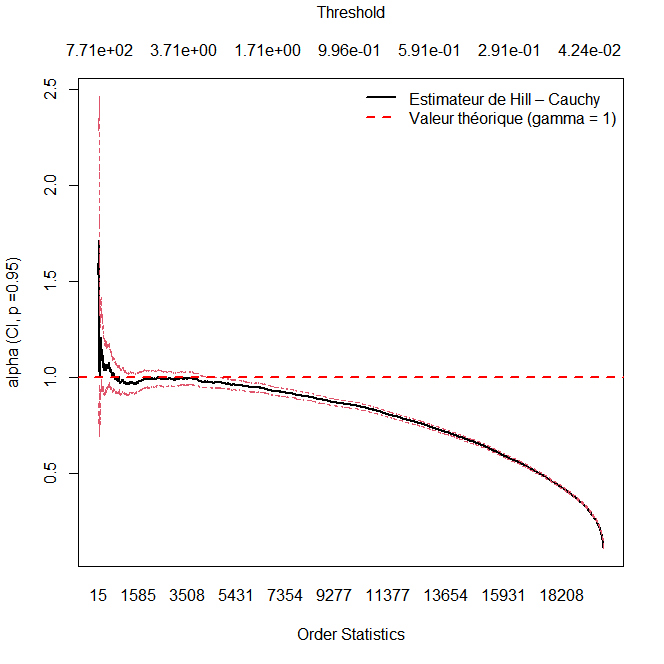 Threshold
7.71e+02 3.71e+00 1.71e+00 9.96e-01 5.91e-01 2.91e-01 4.24e-02
Estimateur de Hill – Cauchy
Valeur théorique (gamma = 1)
alpha (CI, p =0.95)
2.5
2.0
1.5
1.0
0.5
15 1585 3508 5431 7354 9277 11377 13654 15931 18208
Order Statistics